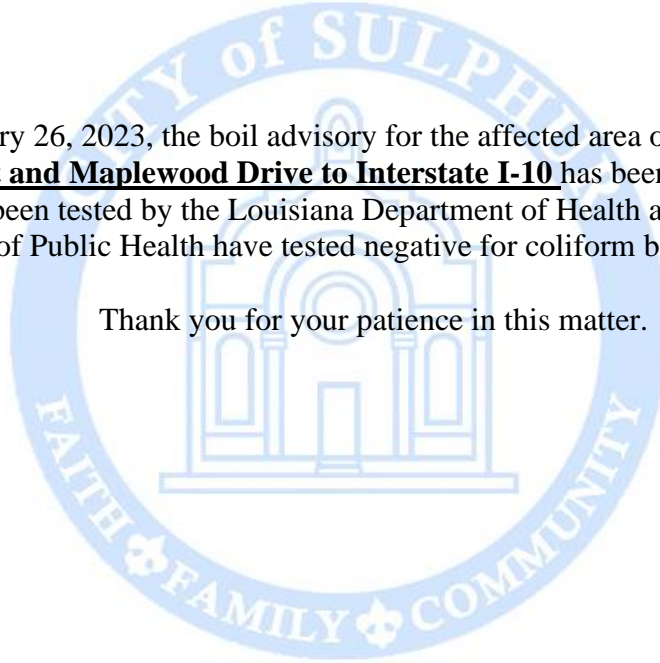 CITY of SULPHUR
ry 26, 2023, the boil advisory for the affected area o
and Maplewood Drive to Interstate I-10 has been
been tested by the Louisiana Department of Health a
of Public Health have tested negative for coliform b
Thank you for your patience in this matter.
FAITH FAMILY COMMUNITY